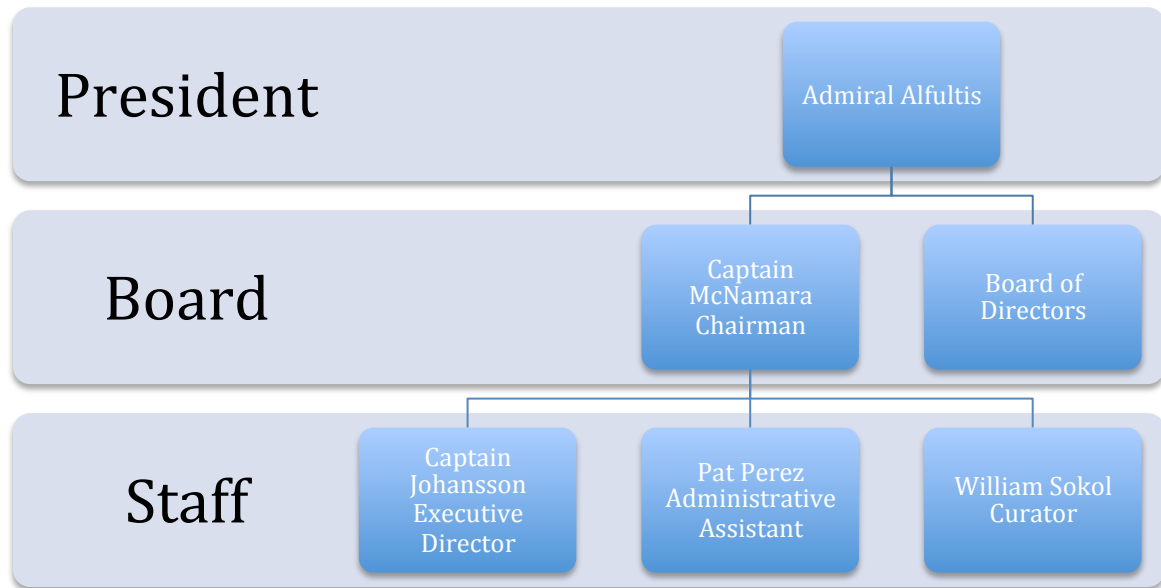 President
Admiral Alfultis
Board
Captain
McNamara
Chairman
Board of
Directors
Staff
Captain
Johansson
Executive
Director
Pat Perez
Administrative
Assistant
William Sokol
Curator